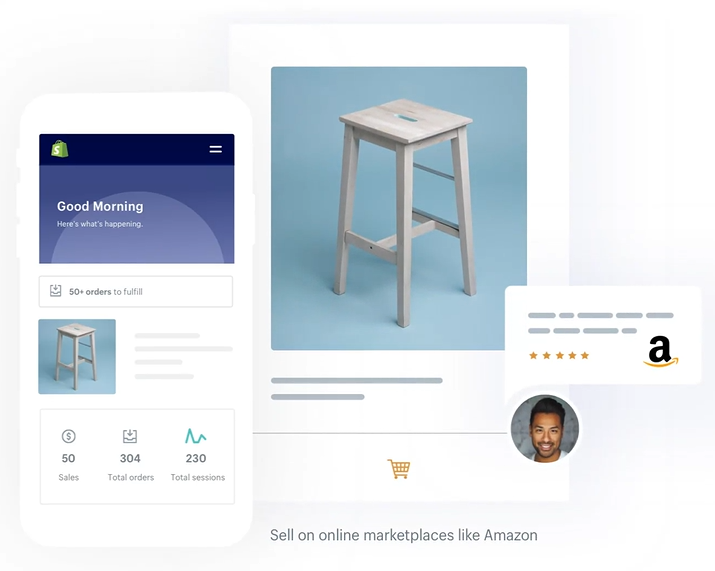 Good Morning
Here's what's happening.
50+ orders to fulfill
50
304
230
Sales
Total orders
Total sessions
a
Sell on online marketplaces like Amazon